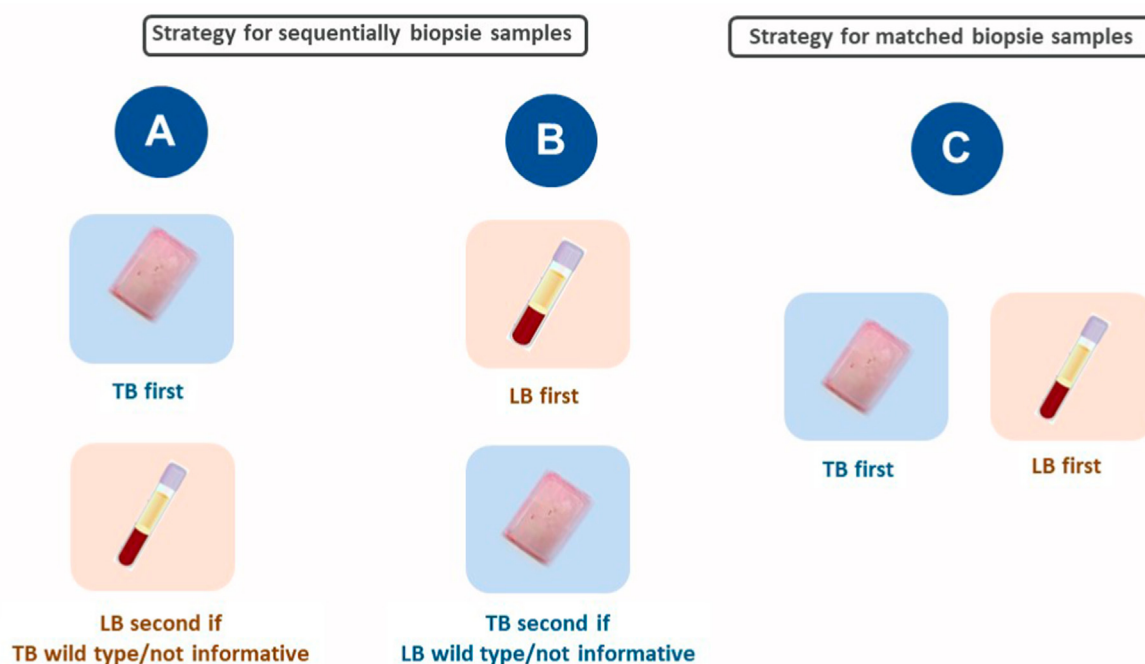 Strategy for sequentially biopsie samples
Strategy for matched biopsie samples
A
B
C
TB first
LB first
TB first
LB first
LB second if
TB wild type/not informative
TB second if
LB wild type/not informative